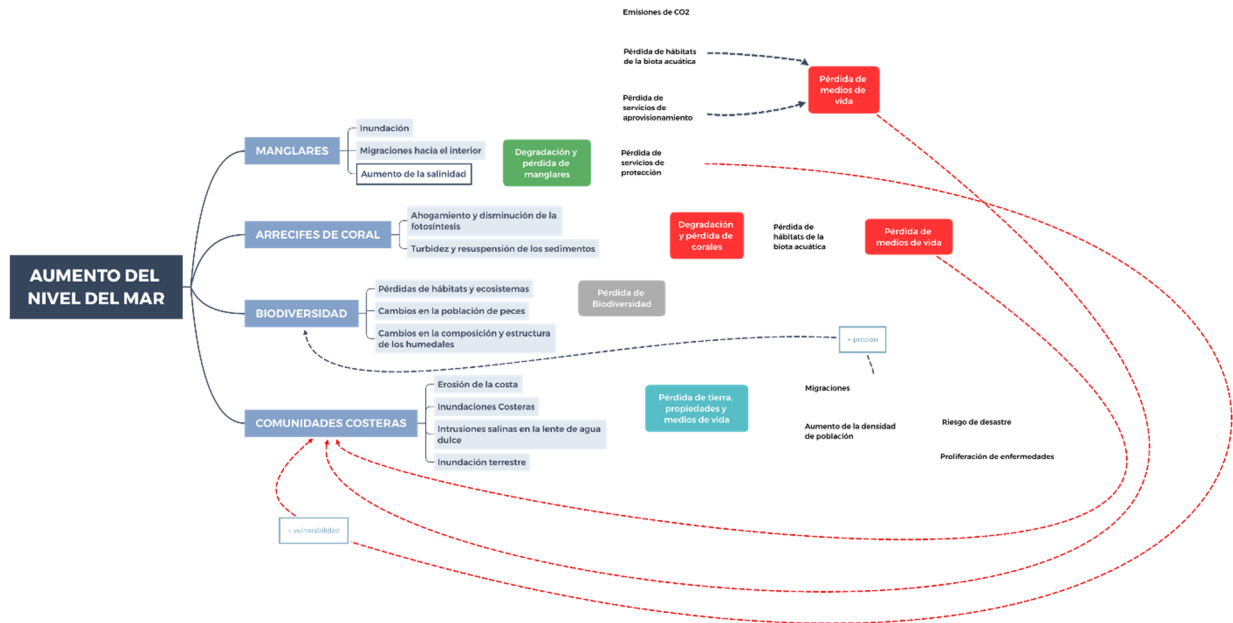 Emisiones de CO2
Pérdida de hábitats
de la biota acuática
Pérdida de
servicios de
aprovisionamiento
Pérdida de
medios de
vida
Inundación
MANGLARES
Migraciones hacia el interior
Aumento de la salinidad
Degradación y
pérdida de
manglares
Pérdida de
servicios de
protección
Ahogamiento y disminución de la
fotosíntesis
ARRECIFES DE CORAL
Turbidez y resuspensión de los sedimentos
Degradación
y pérdida de
corales
Pérdida de
hábitats de la
biota acuática
Pérdida de
medios de vida
AUMENTO DEL
NIVEL DEL MAR
Pérdidas de hábitats y ecosistemas
BIODIVERSIDAD
Cambios en la población de peces
Cambios en la composición y estructura
de los humedales
Pérdida de
Biodiversidad
+ presion
Erosión de la costa
Inundaciones Costeras
COMUNIDADES COSTERAS
Intrusiones salinas en la lente de agua
dulce
Inundación terrestre
Pérdida de tierra,
propiedades y
medios de vida
Migraciones
Aumento de la densidad
de población
Riesgo de desastre
Proliferación de enfermedades
+ vulnerabilidad